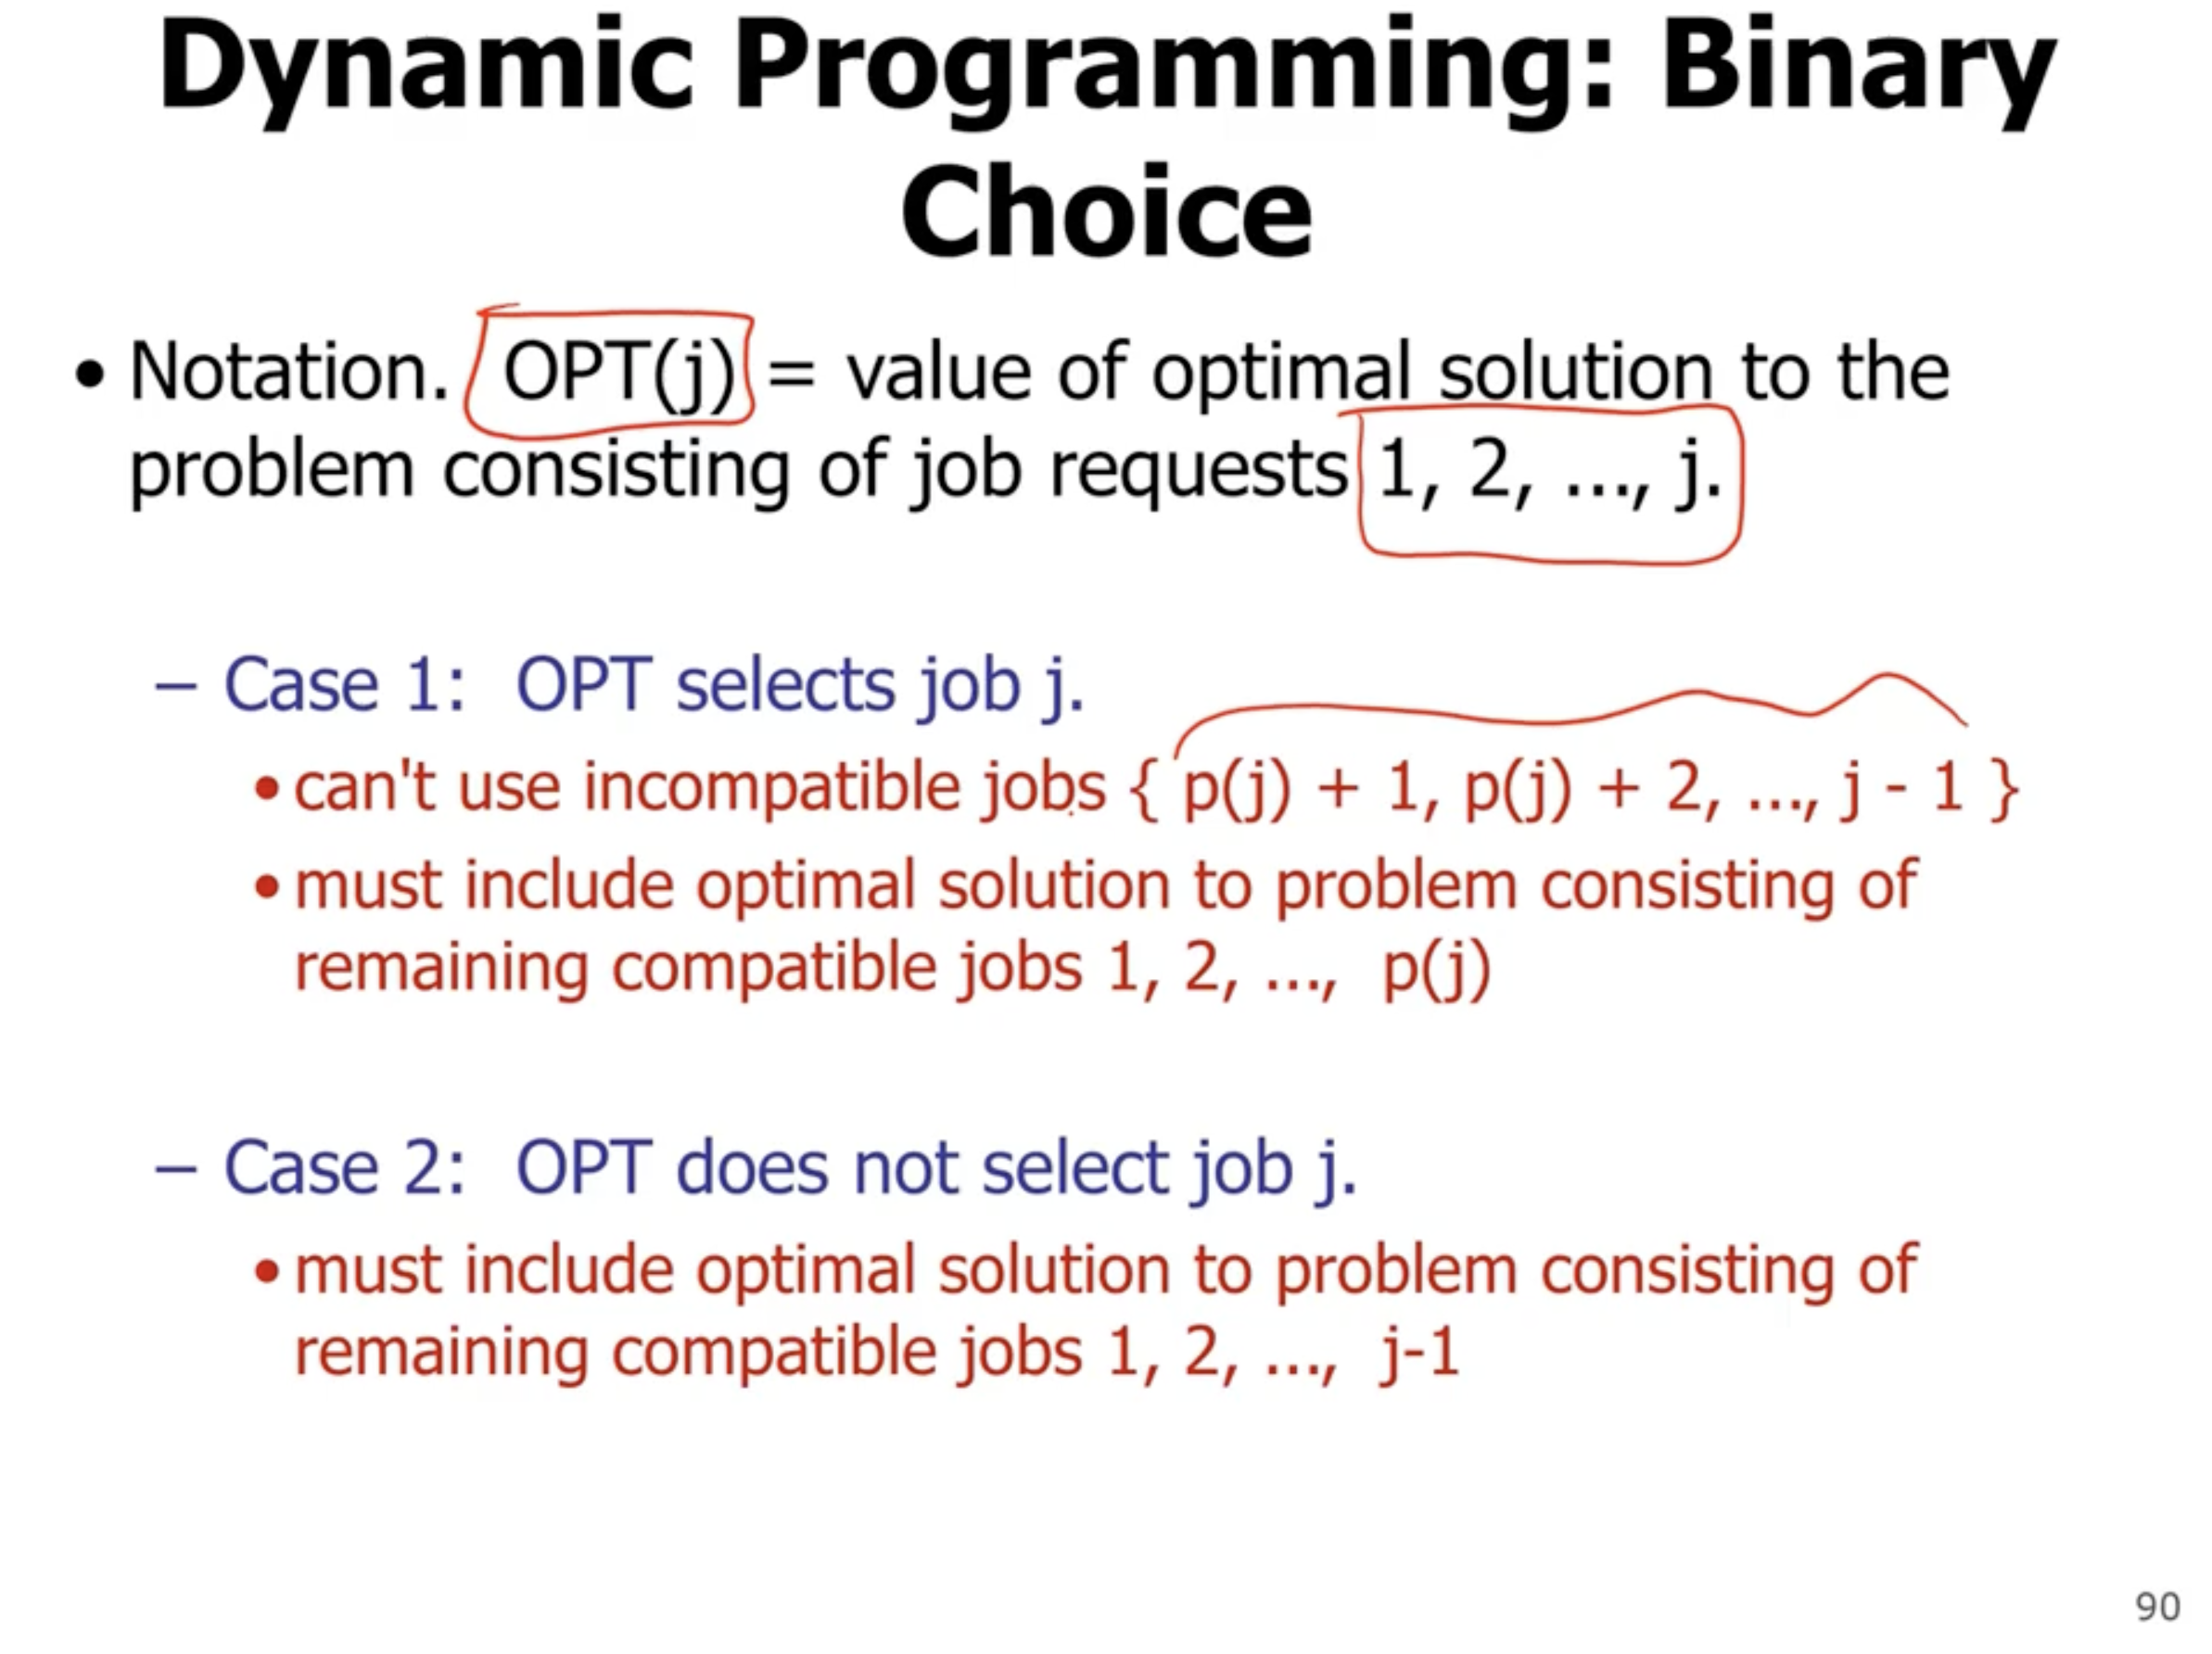 Dynamic Programming: Binary
Choice
• Notation. OPT(j) = value of optimal solution to the
problem consisting of job requests 1, 2, ..., j.
– Case 1: OPT selects job j.
• can't use incompatible jobs { p(j) + 1, p(j) + 2, ..., j - 1 }
• must include optimal solution to problem consisting of
remaining compatible jobs 1, 2, ..., p(j)
– Case 2: OPT does not select job j.
• must include optimal solution to problem consisting of
remaining compatible jobs 1, 2, ..., j-1
90